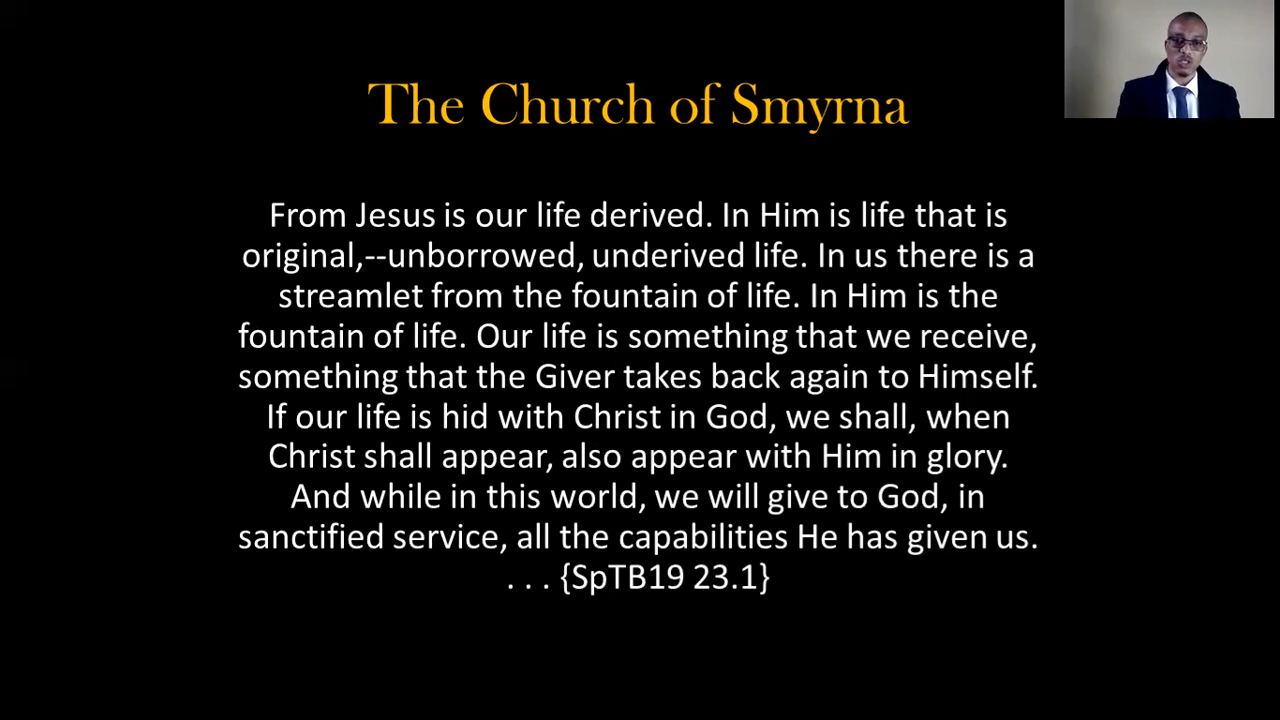 The Church of Smyrna
From Jesus is our life derived. In Him is life that is
original,--unborrowed, underived life. In us there is a
streamlet from the fountain of life. In Him is the
fountain of life. Our life is something that we receive,
something that the Giver takes back again to Himself.
If our life is hid with Christ in God, we shall, when
Christ shall appear, also appear with Him in glory.
And while in this world, we will give to God, in
sanctified service, all the capabilities He has given us.
. . . {SpTB19 23.1}